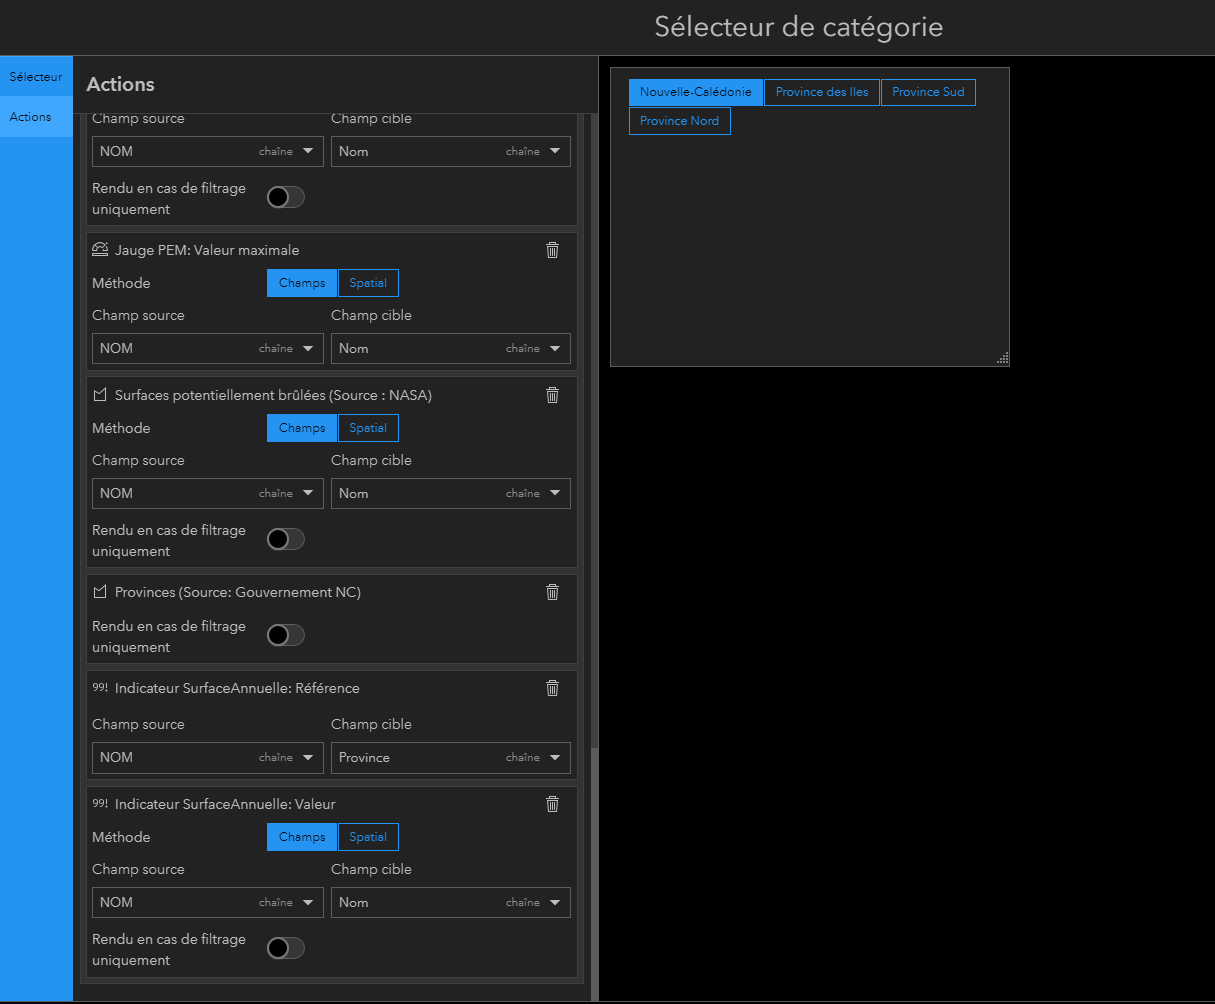 Sélecteur de catégorie
Sélecteur
Actions
Actions
Champ source Champ cible
NOM chaîne Nom chaîne
Rendu en cas de filtrage
uniquement
Jauge PEM: Valeur maximale
Méthode Champs Spatial
Champ source Champ cible
NOM chaîne Nom chaîne
Surfaces potentiellement brûlées (Source : NASA)
Méthode Champs Spatial
Champ source Champ cible
NOM chaîne Nom chaîne
Rendu en cas de filtrage
uniquement
Provinces (Source: Gouvernement NC)
Rendu en cas de filtrage
uniquement
99! Indicateur SurfaceAnnuelle: Référence
Champ source Champ cible
NOM chaîne Province chaîne
99! Indicateur SurfaceAnnuelle: Valeur
Méthode Champs Spatial
Champ source Champ cible
NOM chaîne Nom chaîne
Rendu en cas de filtrage
uniquement
Nouvelle-Calédonie Province des Iles Province Sud
Province Nord